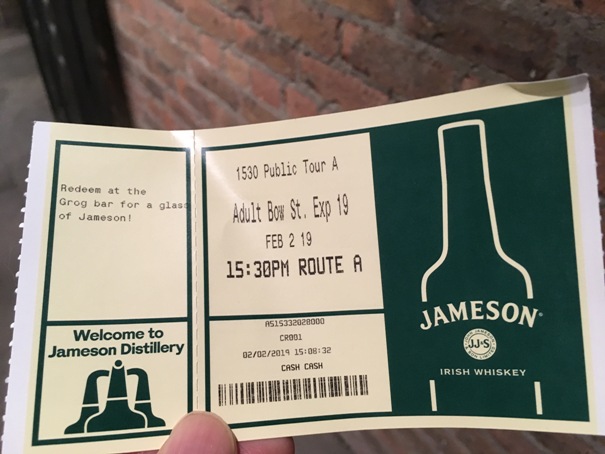 Redeem at the
Grog bar for a glass
of Jameson!
Welcome to
Jameson Distillery
1530 Public Tour A
Adult Bow St. Exp 19
FEB 2 19
15:30PM ROUTE A
A515332028000
CR001
02/02/2019 15:08:32
CASH CASH
JAMESON
JJ&S
IRISH WHISKEY